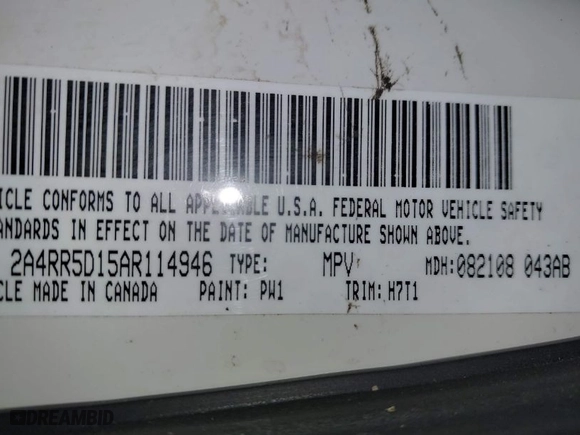 ICLE CONFORMS TO ALL APPLICABLE U.S.A. FEDERAL MOTOR VEHICLE SAFETY
ANDARDS IN EFFECT ON THE DATE OF MANUFACTURE SHOWN ABOVE.
2A4RR5D15AR114946 TYPE: MPV MDH:082108 043AB
CLE MADE IN CANADA PAINT: PW1 TRIM: H7T1
DREAMBID